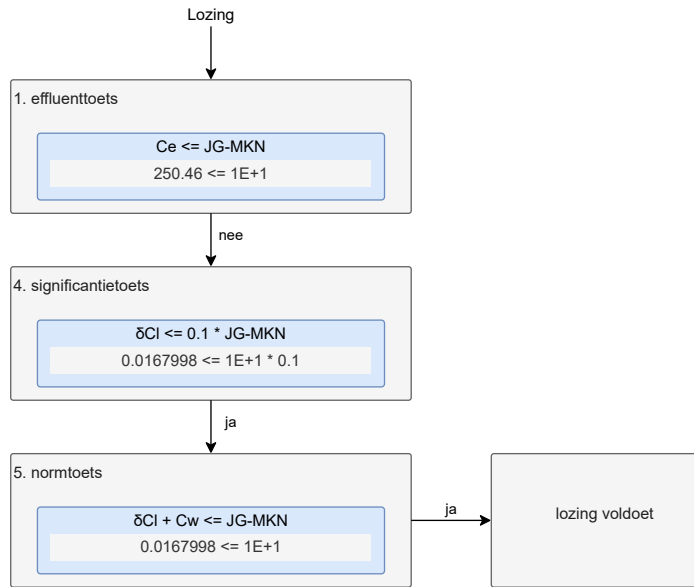 Lozing
1. effluenttoets
Ce <= JG-MKN
250.46 <= 1E+1
nee
4. significantietoets
δCl <= 0.1 * JG-MKN
0.0167998 <= 1E+1 * 0.1
ja
5. normtoets
δCl + Cw <= JG-MKN
0.0167998 <= 1E+1
ja
lozing voldoet